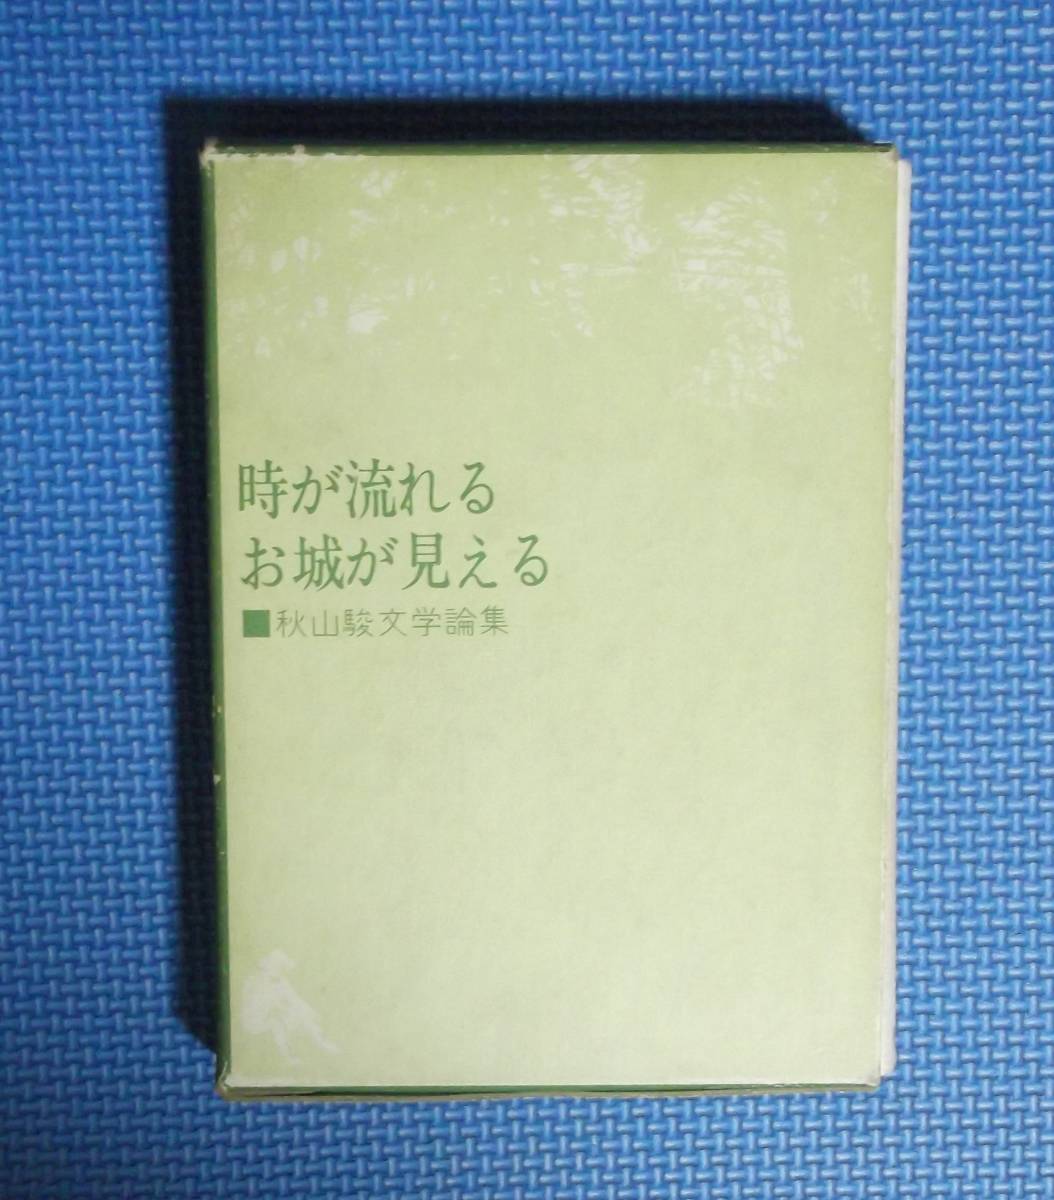 時が流れる
お城が見える
■秋山駿文学論集